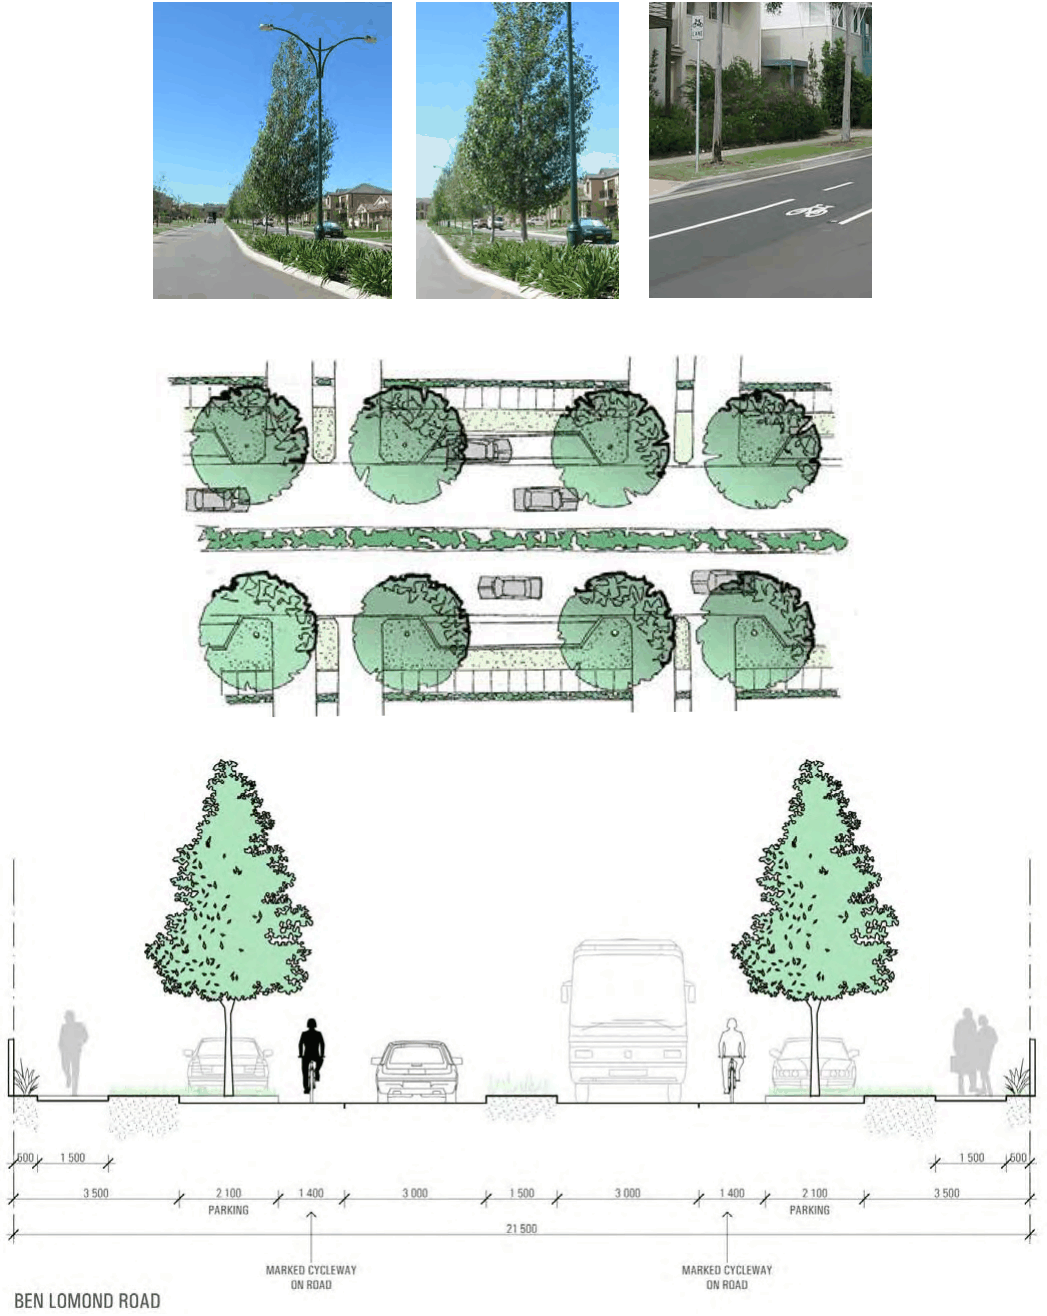 LANE
600 1 500 1 500 600
3 500 2 100 1 400 3 000 1 500 3 000 1 400 2 100 3 500
PARKING PARKING
21 500
MARKED CYCLEWAY MARKED CYCLEWAY
ON ROAD ON ROAD
BEN LOMOND ROAD